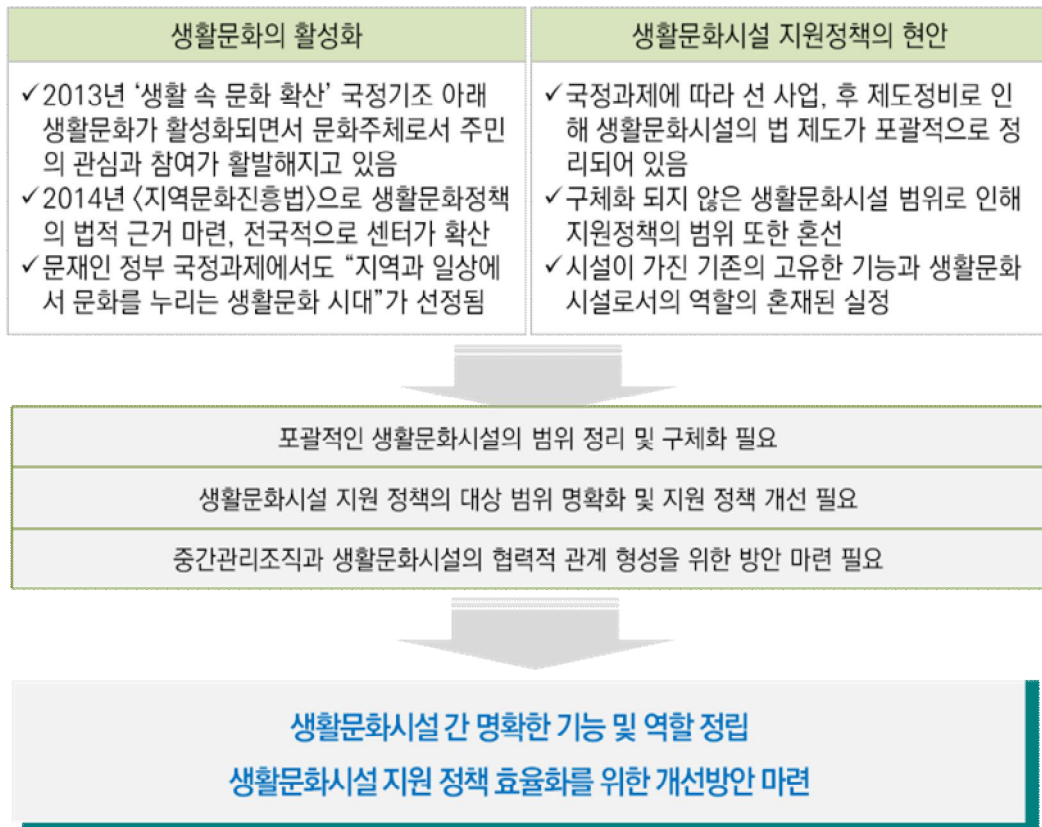 생활문화의 활성화
✓2013년 ‘생활 속 문화 확산’ 국정기조 아래
생활문화가 활성화되면서 문화주체로서 주민
의 관심과 참여가 활발해지고 있음
✓2014년 〈지역문화진흥법〉으로 생활문화정책
의 법적 근거 마련, 전국적으로 센터가 확산
✓문재인 정부 국정과제에서도 “지역과 일상에
서 문화를 누리는 생활문화 시대”가 선정됨
생활문화시설 지원정책의 현안
✓국정과제에 따라 선 사업, 후 제도정비로 인
해 생활문화시설의 법 제도가 포괄적으로 정
리되어 있음
✓구체화 되지 않은 생활문화시설 범위로 인해
지원정책의 범위 또한 혼선
✓시설이 가진 기존의 고유한 기능과 생활문화
시설로서의 역할의 혼재된 실정
포괄적인 생활문화시설의 범위 정리 및 구체화 필요
생활문화시설 지원 정책의 대상 범위 명확화 및 지원 정책 개선 필요
중간관리조직과 생활문화시설의 협력적 관계 형성을 위한 방안 마련 필요
생활문화시설 간 명확한 기능 및 역할 정립
생활문화시설 지원 정책 효율화를 위한 개선방안 마련